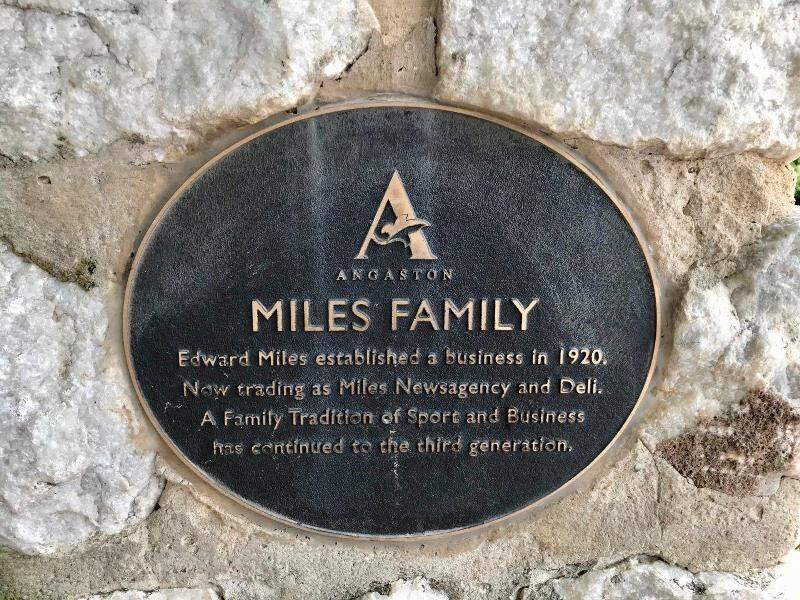 A
ANGASTON
MILES FAMILY
Edward Miles established a business in 1920.
Now trading as Miles Newsagency and Deli.
A Family Tradition of Sport and Business
has continued to the third generation.